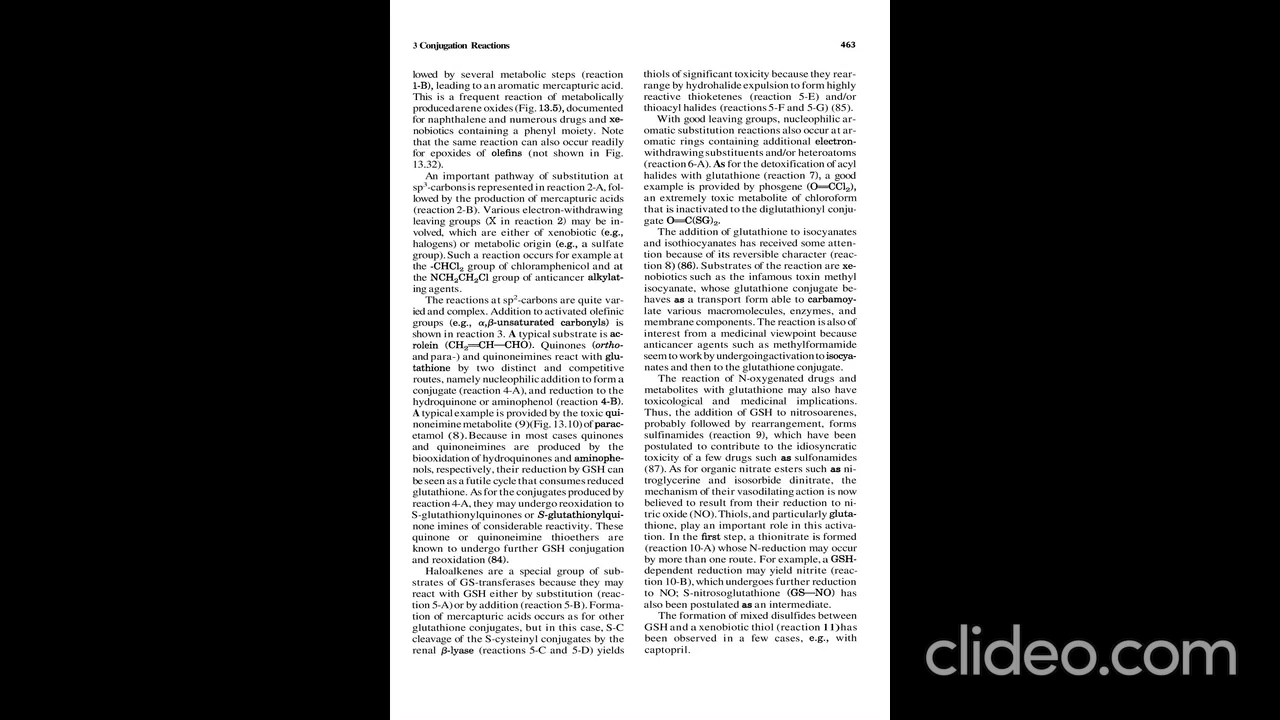 3 Conjugation Reactions
463
lowed by several metabolic steps (reaction
1-B), leading to an aromatic mercapturic acid.
This is a frequent reaction of metabolically
produced arene oxides (Fig. 13.5), documented
for naphthalene and numerous drugs and xe-
nobiotics containing a phenyl moiety. Note
that the same reaction can also occur readily
for epoxides of olefins (not shown in Fig.
13.32).
An important pathway of substitution at
sp³-carbons is represented in reaction 2-A, fol-
lowed by the production of mercapturic acids
(reaction 2-B). Various electron-withdrawing
leaving groups (X in reaction 2) may be in-
volved, which are either of xenobiotic (e.g.,
halogens) or metabolic origin (e.g., a sulfate
group). Such a reaction occurs for example at
the -CHCl₂ group of chloramphenicol and at
the NCH₂CH₂Cl group of anticancer alkylat-
ing agents.
The reactions at sp²-carbons are quite var-
ied and complex. Addition to activated olefinic
groups (e.g., α,β-unsaturated carbonyls) is
shown in reaction 3. A typical substrate is ac-
rolein (CH₂=CH—CHO). Quinones (ortho-
and para-) and quinoneimines react with glu-
tathione by two distinct and competitive
routes, namely nucleophilic addition to form a
conjugate (reaction 4-A), and reduction to the
hydroquinone or aminophenol (reaction 4-B).
A typical example is provided by the toxic qui-
noneimine metabolite (9)(Fig. 13.10) of parac-
etamol (8). Because in most cases quinones
and quinoneimines are produced by the
biooxidation of hydroquinones and aminophe-
nols, respectively, their reduction by GSH can
be seen as a futile cycle that consumes reduced
glutathione. As for the conjugates produced by
reaction 4-A, they may undergo reoxidation to
S-glutathionylquinones or S-glutathionylqui-
none imines of considerable reactivity. These
quinone or quinoneimine thioethers are
known to undergo further GSH conjugation
and reoxidation (84).
Haloalkenes are a special group of sub-
strates of GS-transferases because they may
react with GSH either by substitution (reac-
tion 5-A) or by addition (reaction 5-B). Forma-
tion of mercapturic acids occurs as for other
glutathione conjugates, but in this case, S-C
cleavage of the S-cysteinyl conjugates by the
renal β-lyase (reactions 5-C and 5-D) yields
thiols of significant toxicity because they rear-
range by hydrohalide expulsion to form highly
reactive thioketenes (reaction 5-E) and/or
thioacyl halides (reactions 5-F and 5-G) (85).
With good leaving groups, nucleophilic ar-
omatic substitution reactions also occur at ar-
omatic rings containing additional electron-
withdrawing substituents and/or heteroatoms
(reaction 6-A). As for the detoxification of acyl
halides with glutathione (reaction 7), a good
example is provided by phosgene (O=CCl₂),
an extremely toxic metabolite of chloroform
that is inactivated to the diglutathionyl conju-
gate O=C(SG)₂.
The addition of glutathione to isocyanates
and isothiocyanates has received some atten-
tion because of its reversible character (reac-
tion 8) (86). Substrates of the reaction are xe-
nobiotics such as the infamous toxin methyl
isocyanate, whose glutathione conjugate be-
haves as a transport form able to carbamoy-
late various macromolecules, enzymes, and
membrane components. The reaction is also of
interest from a medicinal viewpoint because
anticancer agents such as methylformamide
seem to work by undergoing activation to isocya-
nates and then to the glutathione conjugate.
The reaction of N-oxygenated drugs and
metabolites with glutathione may also have
toxicological and medicinal implications.
Thus, the addition of GSH to nitrosoarenes,
probably followed by rearrangement, forms
sulfinamides (reaction 9), which have been
postulated to contribute to the idiosyncratic
toxicity of a few drugs such as sulfonamides
(87). As for organic nitrate esters such as ni-
troglycerine and isosorbide dinitrate, the
mechanism of their vasodilating action is now
believed to result from their reduction to ni-
tric oxide (NO). Thiols, and particularly gluta-
thione, play an important role in this activa-
tion. In the first step, a thionitrate is formed
(reaction 10-A) whose N-reduction may occur
by more than one route. For example, a GSH-
dependent reduction may yield nitrite (reac-
tion 10-B), which undergoes further reduction
to NO; S-nitrosoglutathione (GS—NO) has
also been postulated as an intermediate.
The formation of mixed disulfides between
GSH and a xenobiotic thiol (reaction 11) has
been observed in a few cases, e.g., with
captopril.
clideo.com